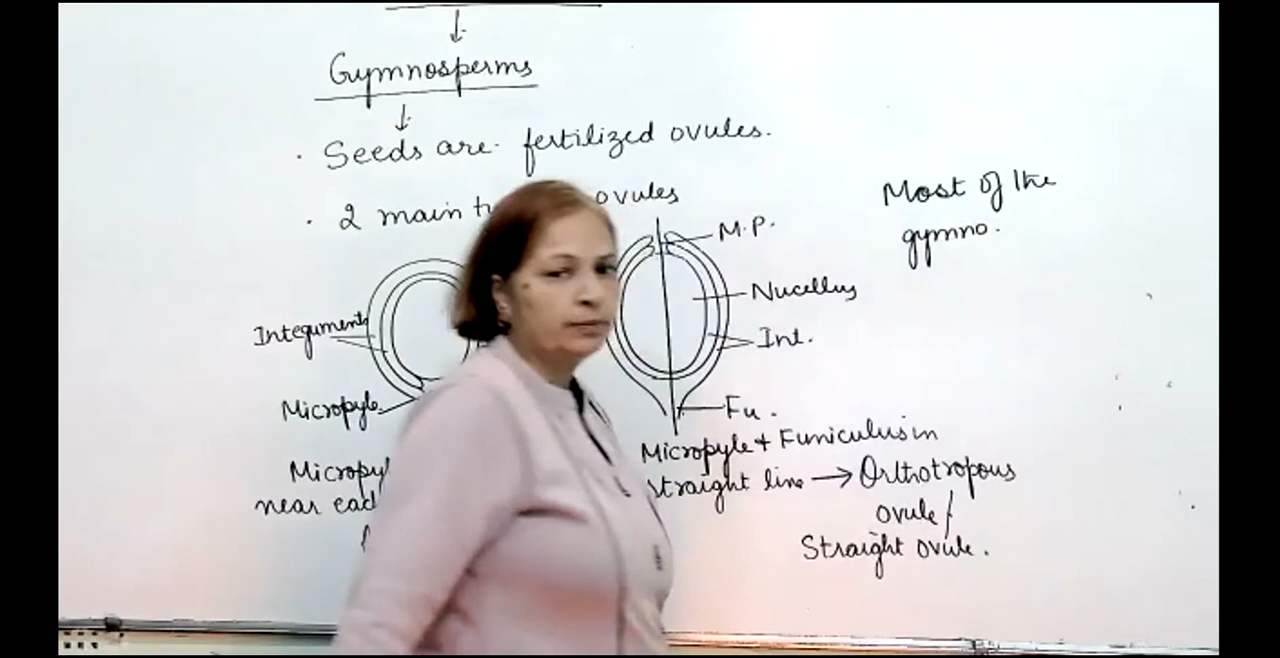 Gymnosperms
· Seeds are fertilized ovules.
· 2 main ovules
Most of the
gymno.
M.P.
Nucellus
Int.
Fu.
Integuments
Micropyle
near
Micropyle + Funiculus in
straight line → Orthotropous
ovule /
Straight ovule.